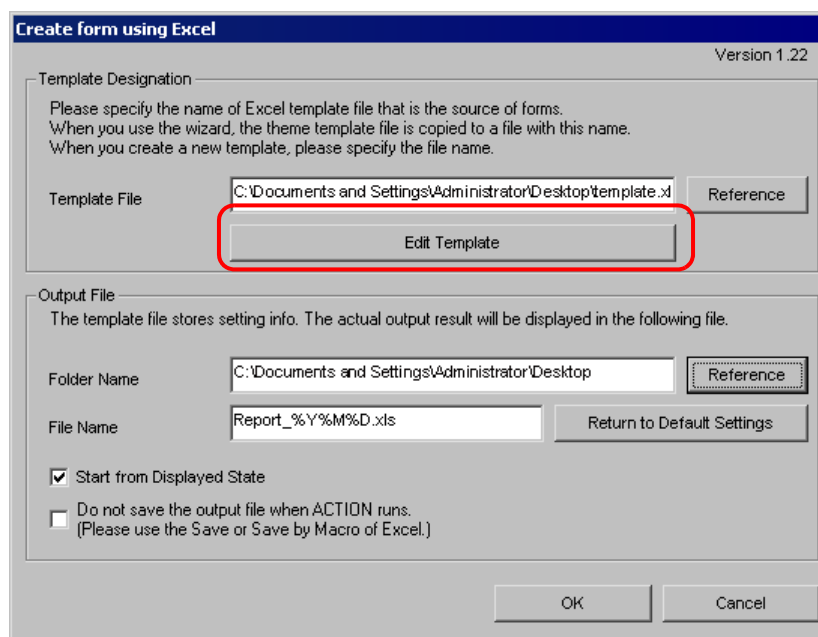 Create form using Excel
Version 1.22
Template Designation
Please specify the name of Excel template file that is the source of forms.
When you use the wizard, the theme template file is copied to a file with this name.
When you create a new template, please specify the file name.
Template File
C:\Documents and Settings\Administrator\Desktop\template.xl
Reference
Edit Template
Output File
The template file stores setting info. The actual output result will be displayed in the following file.
Folder Name
C:\Documents and Settings\Administrator\Desktop
Reference
File Name
Report_%Y%M%D.xls
Return to Default Settings
Start from Displayed State
Do not save the output file when ACTION runs.
(Please use the Save or Save by Macro of Excel.)
OK
Cancel